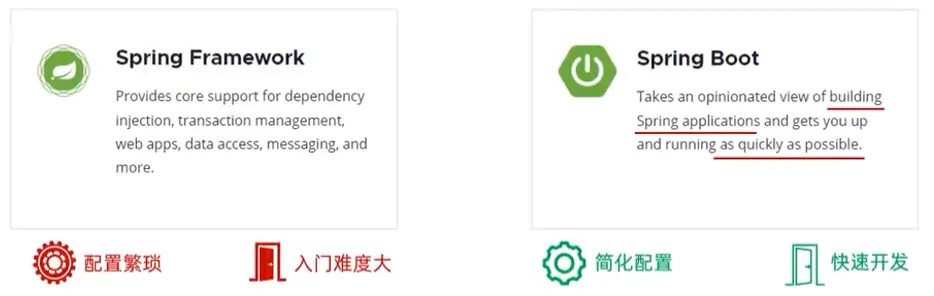 Spring Framework
Provides core support for dependency
injection, transaction management,
web apps, data access, messaging, and
more.
配置繁琐
入门难度大
Spring Boot
Takes an opinionated view of building
Spring applications and gets you up
and running as quickly as possible.
简化配置
快速开发